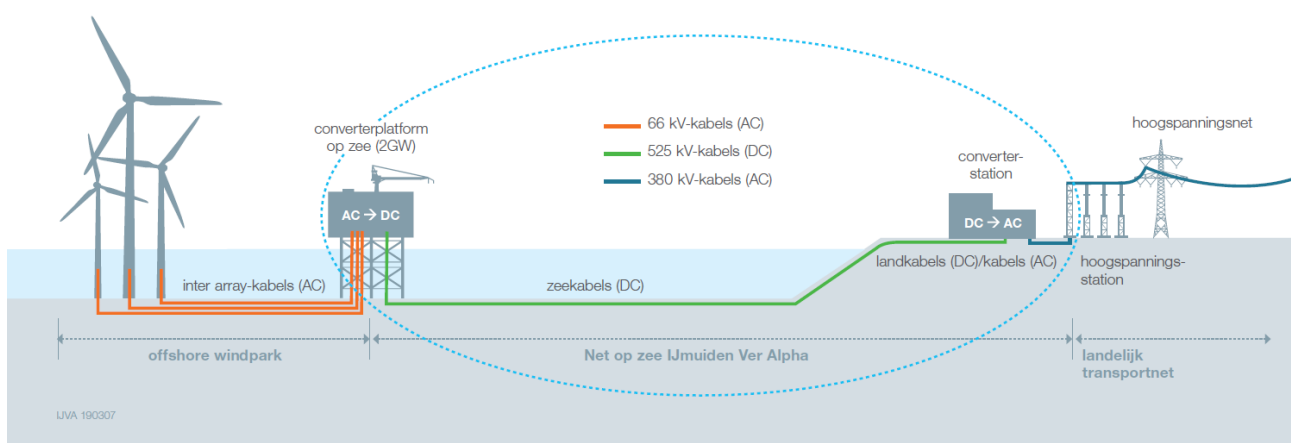 converterplatform
op zee (2GW)
66 kV-kabels (AC)
525 kV-kabels (DC)
380 kV-kabels (AC)
hoogspanningsnet
converter-
station
AC → DC
DC → AC
inter array-kabels (AC)
zeekabels (DC)
landkabels (DC)/kabels (AC)
hoogspannings-
station
offshore windpark
Net op zee IJmuiden Ver Alpha
landelijk
transportnet
IJVA 190307